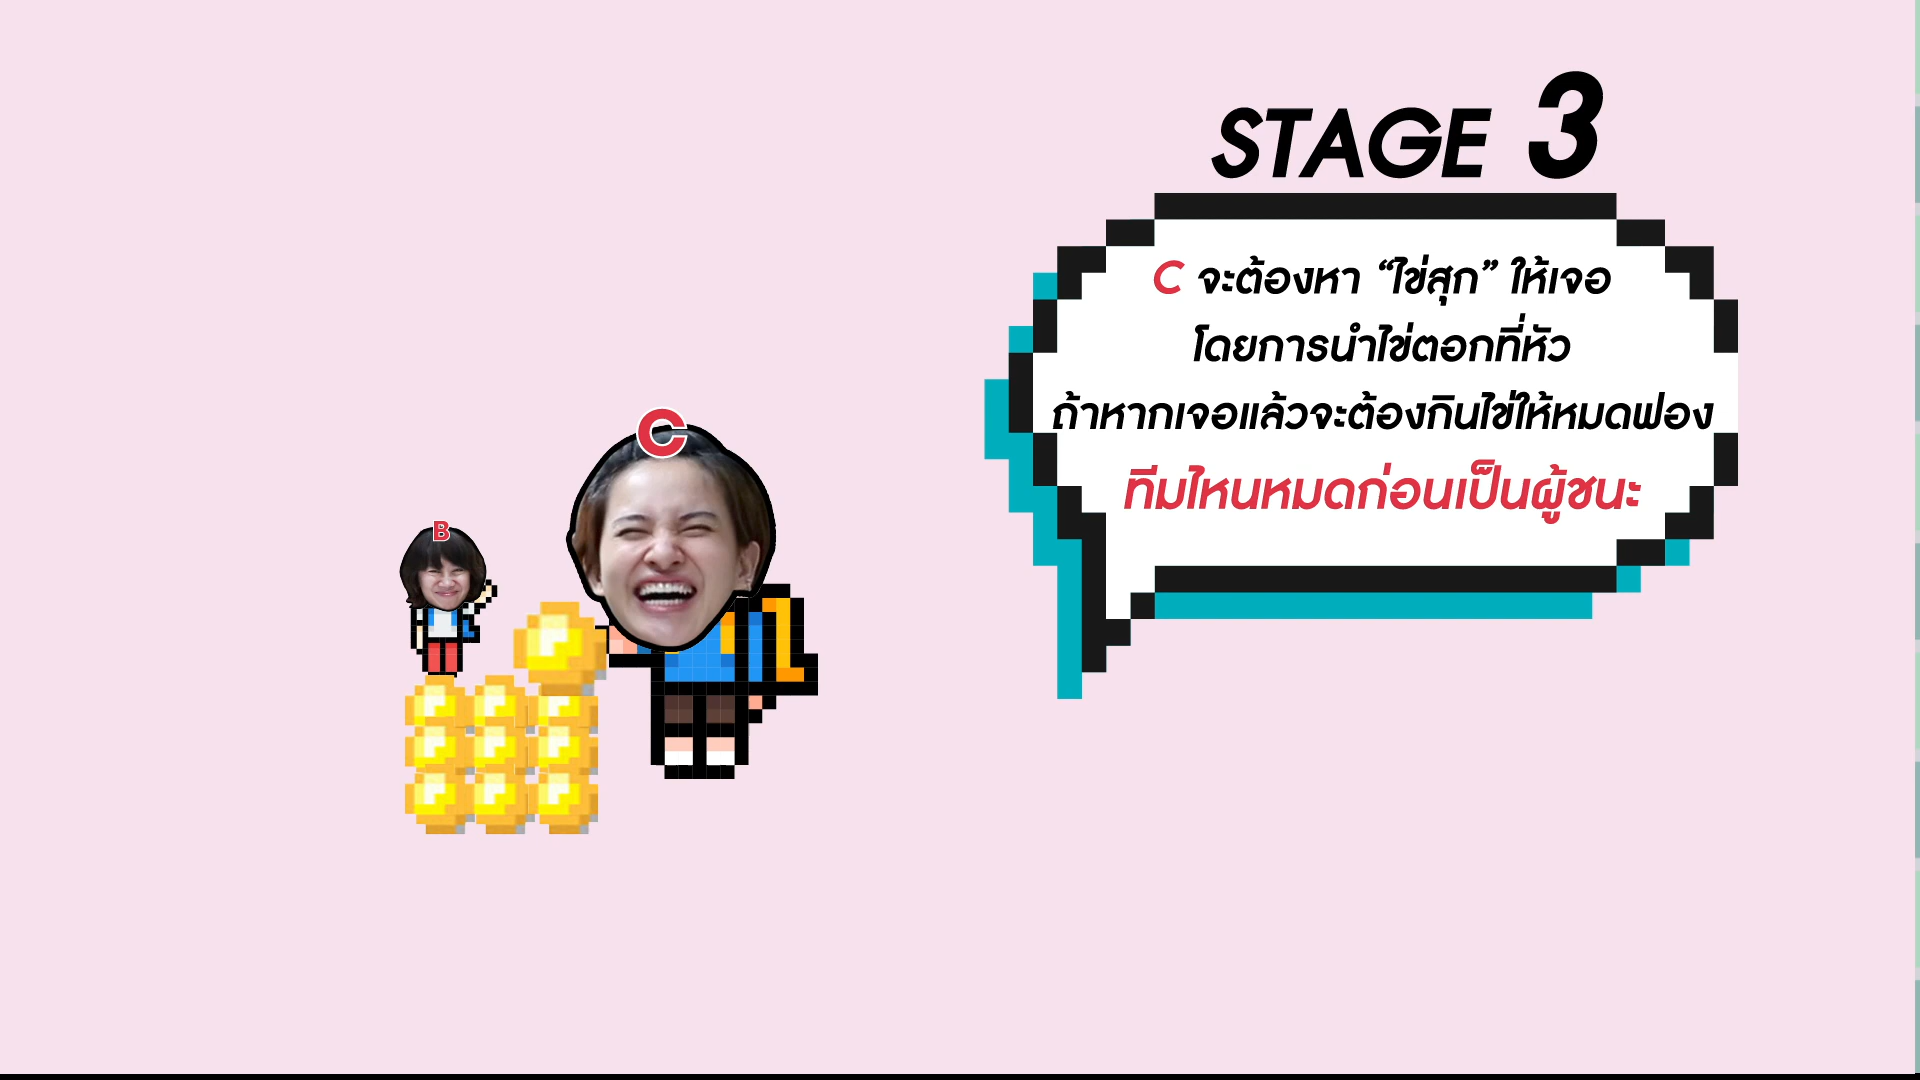 STAGE 3
C จะต้องหา “ไข่สุก” ให้เจอ
โดยการนำไข่ตอกที่หัว
ถ้าหากเจอแล้วจะต้องกินไข่ให้หมดฟอง
ทีมไหนหมดก่อนเป็นผู้ชนะ
C
B